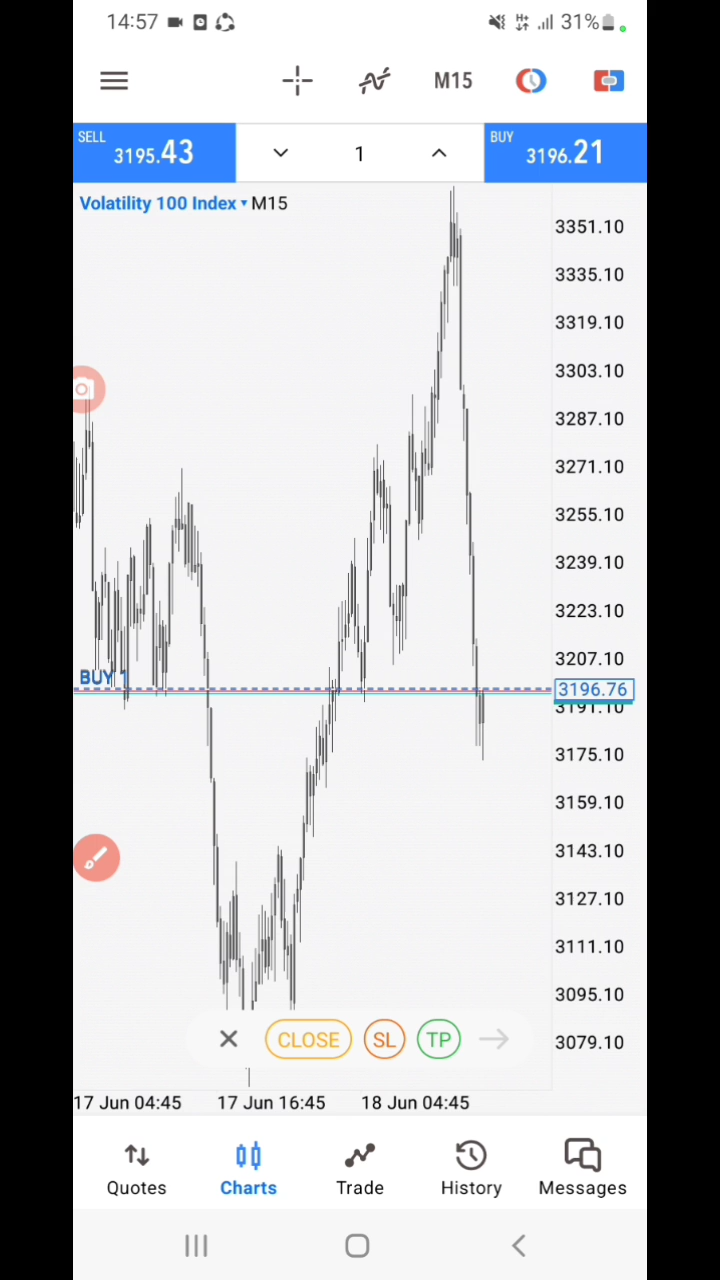 14:57 31%
M15
SELL 3195.43 1 BUY 3196.21
Volatility 100 Index M15
3351.10
3335.10
3319.10
3303.10
3287.10
3271.10
3255.10
3239.10
3223.10
3207.10
BUY 1
3196.76
3191.10
3175.10
3159.10
3143.10
3127.10
3111.10
3095.10
CLOSE SL TP
3079.10
17 Jun 04:45 17 Jun 16:45 18 Jun 04:45
Quotes Charts Trade History Messages